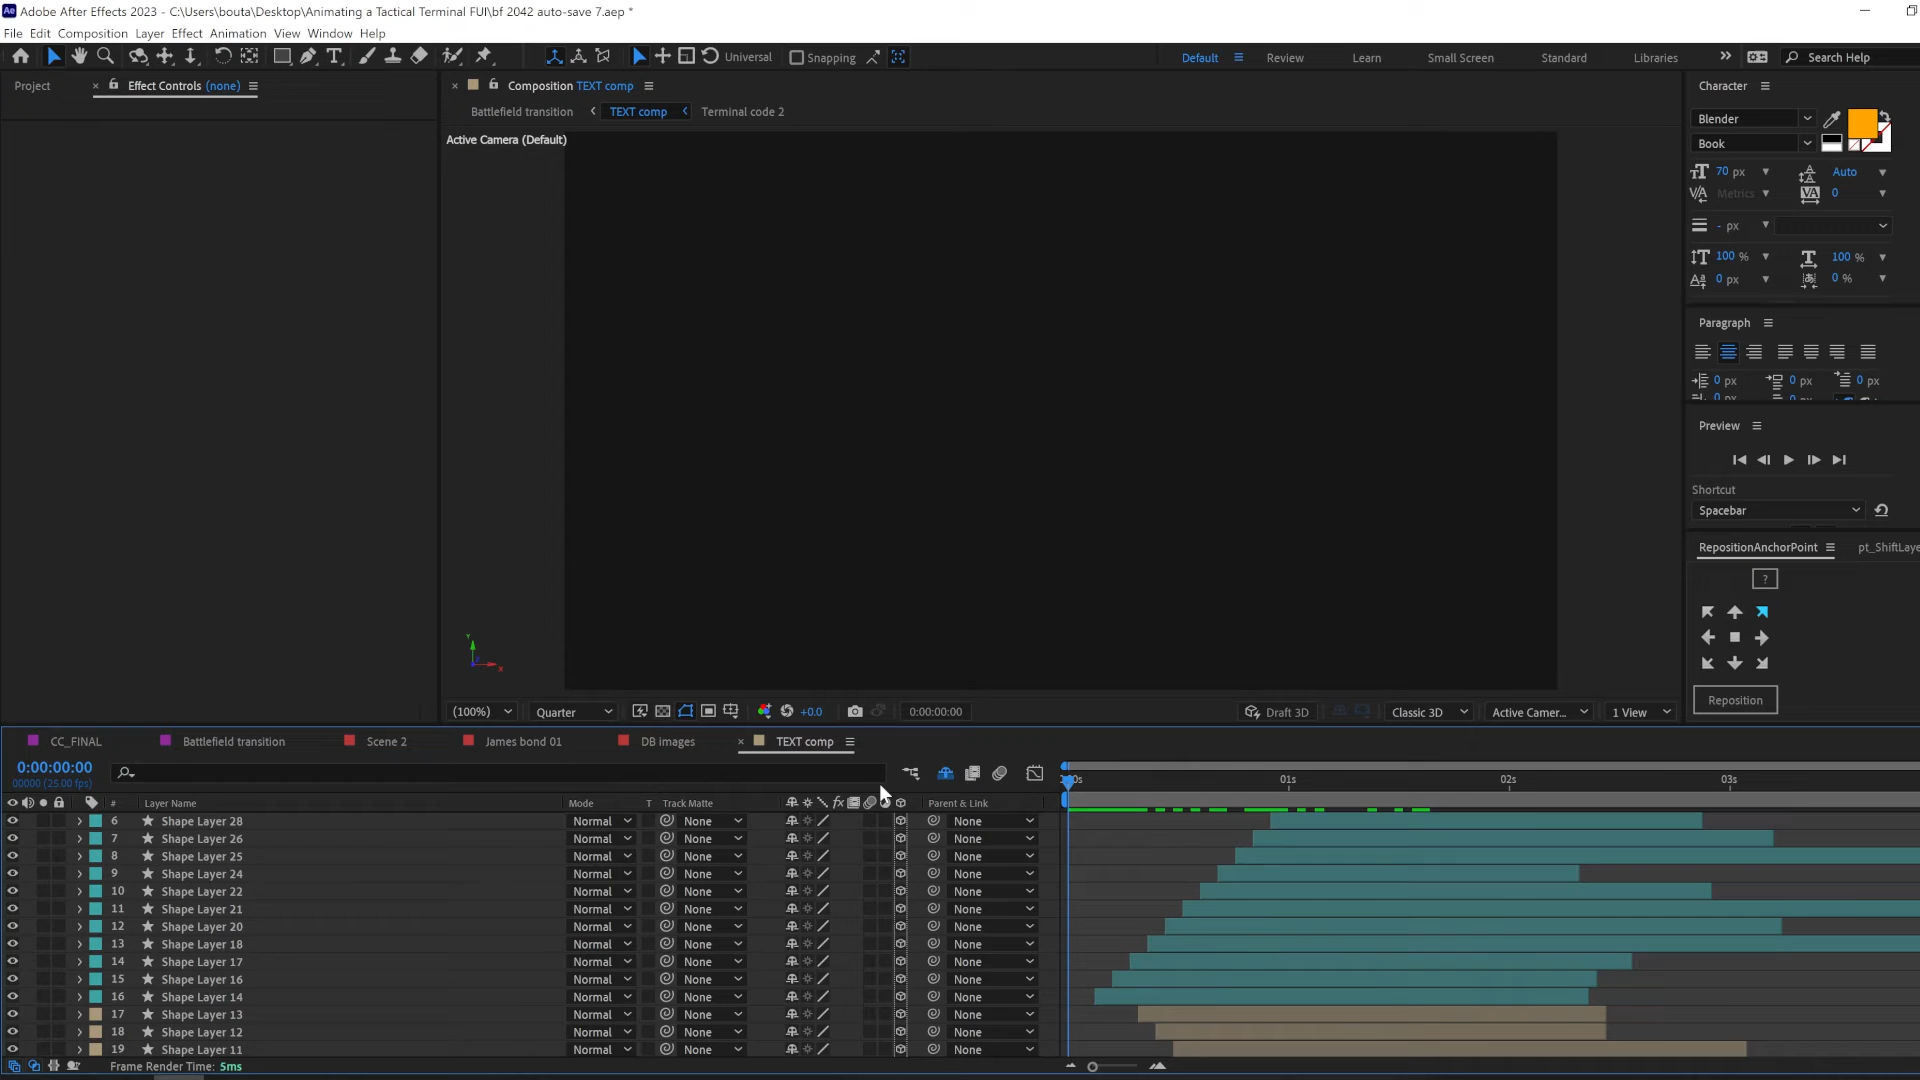 Adobe After Effects 2023 - C:\Users\bouta\Desktop\Animating a Tactical Terminal FUI\bf 2042 auto-save 7.aep *
File Edit Composition Layer Effect Animation View Window Help
Universal Snapping Default Review Learn Small Screen Standard Libraries Search Help
Project Effect Controls (none) Composition TEXT comp Character
Battlefield transition TEXT comp Terminal code 2
Active Camera (Default)
Blender
Book
70 px Auto
Metrics 0
- px
100 % 100 %
0 px 0 %
Paragraph
0 px 0 px 0 px
Preview
Shortcut
Spacebar
RepositionAnchorPoint pt_ShiftLaye
?
Reposition
(100%) Quarter +0.0 0:00:00:00 Draft 3D Classic 3D Active Camer... 1 View
CC_FINAL Battlefield transition Scene 2 James bond 01 DB images TEXT comp
0:00:00:00
00000 (25.00 fps)
01s 02s 03s
# Layer Name Mode T Track Matte Parent & Link
6 Shape Layer 28 Normal None None
7 Shape Layer 26 Normal None None
8 Shape Layer 25 Normal None None
9 Shape Layer 24 Normal None None
10 Shape Layer 22 Normal None None
11 Shape Layer 21 Normal None None
12 Shape Layer 20 Normal None None
13 Shape Layer 18 Normal None None
14 Shape Layer 17 Normal None None
15 Shape Layer 16 Normal None None
16 Shape Layer 14 Normal None None
17 Shape Layer 13 Normal None None
18 Shape Layer 12 Normal None None
19 Shape Layer 11 Normal None None
Frame Render Time: 5ms